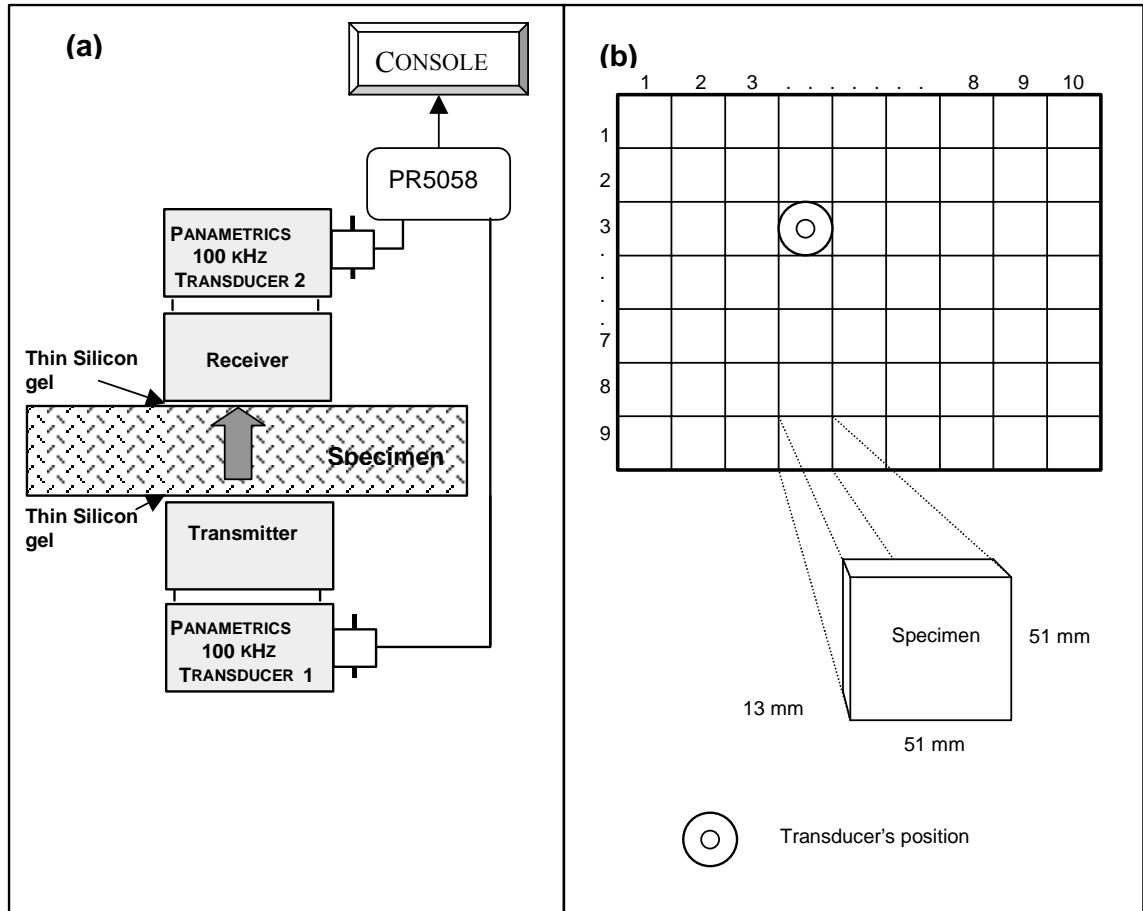 (a)
CONSOLE
PR5058
PANAMETRICS
100 KHZ
TRANSDUCER 2
Thin Silicon
gel
Receiver
Specimen
Thin Silicon
gel
Transmitter
PANAMETRICS
100 KHZ
TRANSDUCER 1
(b)
1 2 3 . . . . . . . 8 9 10
1
2
3
.
.
.
.
7
8
9
Specimen
51 mm
13 mm
51 mm
Transducer's position